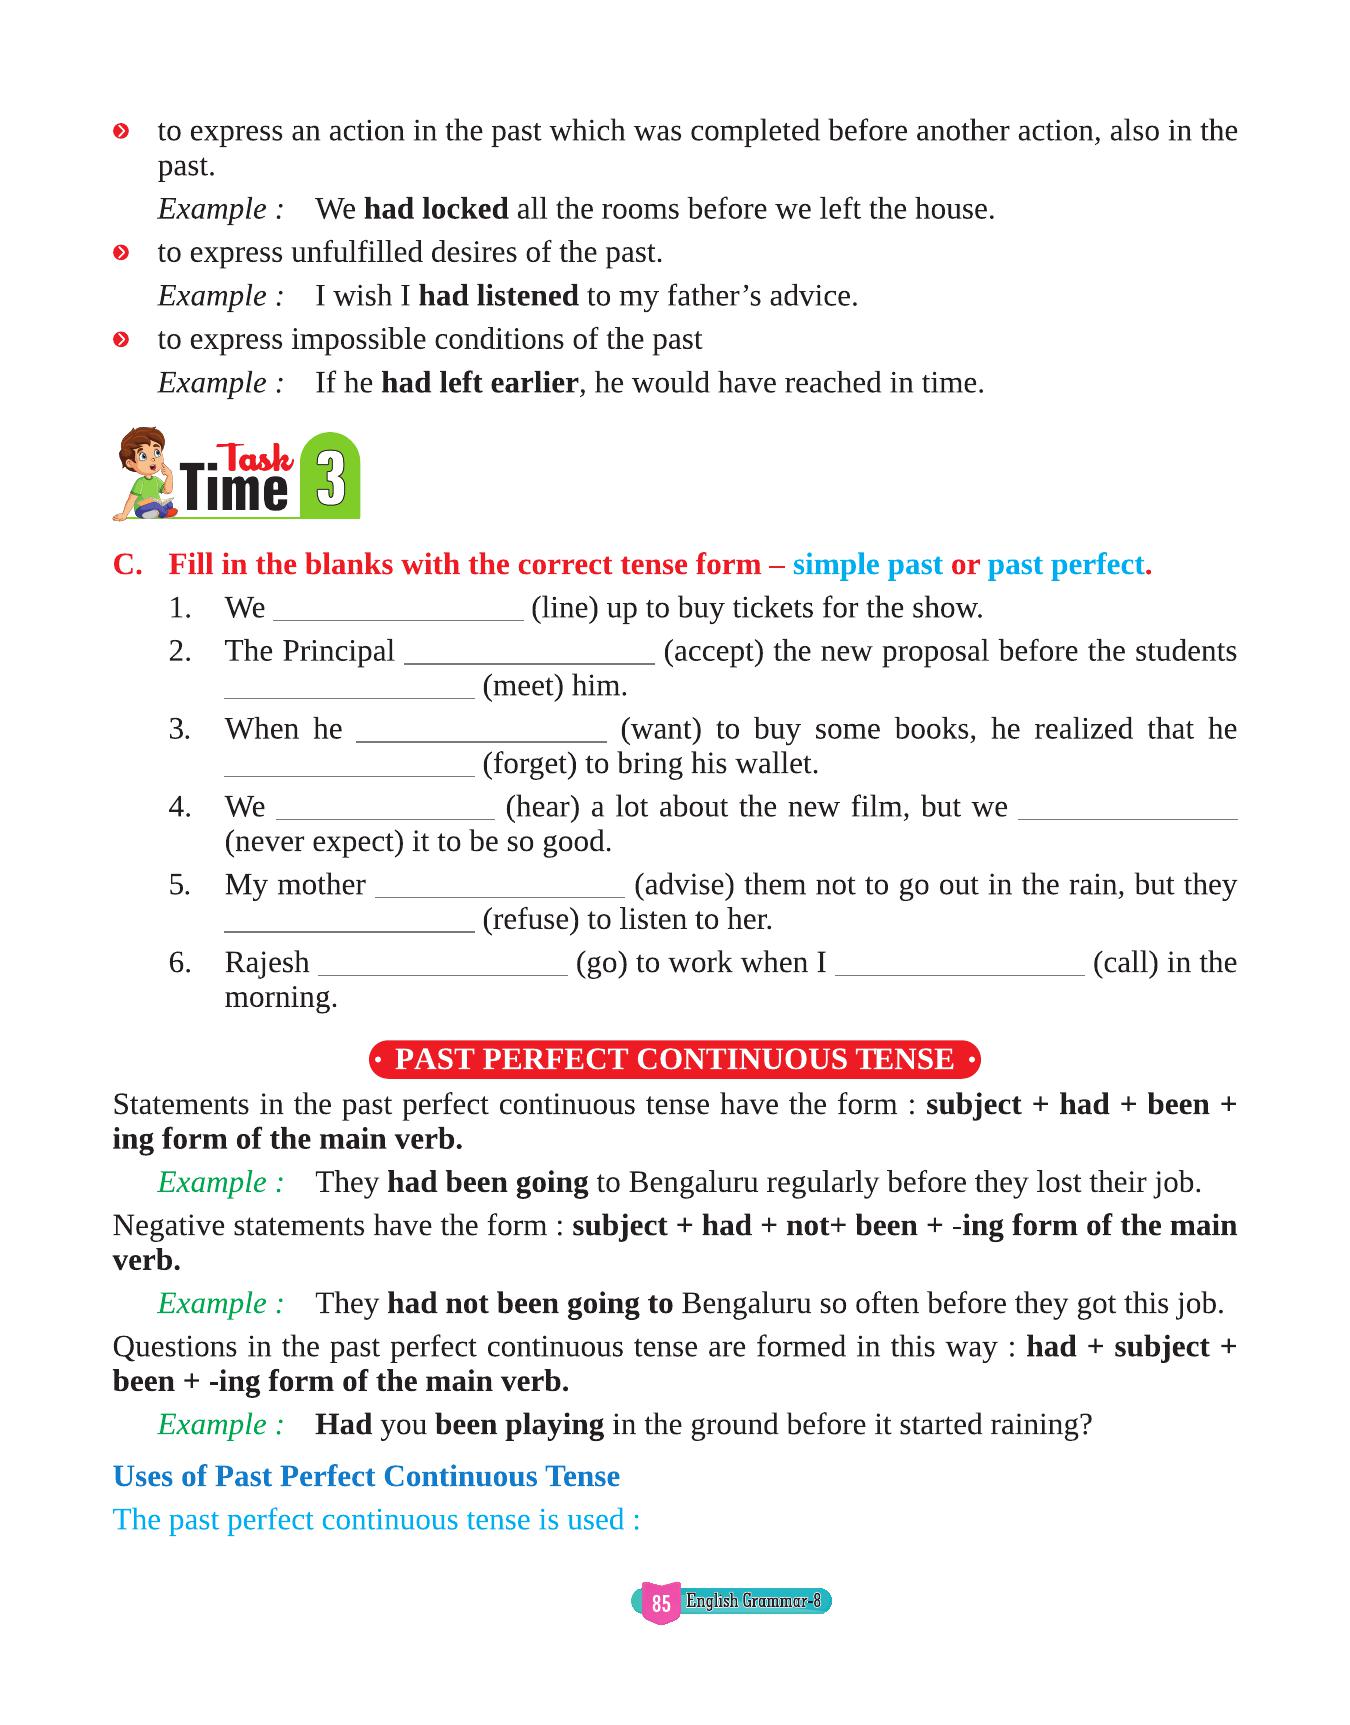 to express an action in the past which was completed before another action, also in the
past.
Example : We had locked all the rooms before we left the house.
to express unfulfilled desires of the past.
Example : I wish I had listened to my father’s advice.
to express impossible conditions of the past
Example : If he had left earlier, he would have reached in time.
Task
Time 3
C. Fill in the blanks with the correct tense form – simple past or past perfect.
1. We ________________ (line) up to buy tickets for the show.
2. The Principal ________________ (accept) the new proposal before the students
________________ (meet) him.
3. When he ________________ (want) to buy some books, he realized that he
________________ (forget) to bring his wallet.
4. We ______________ (hear) a lot about the new film, but we ______________
(never expect) it to be so good.
5. My mother ________________ (advise) them not to go out in the rain, but they
________________ (refuse) to listen to her.
6. Rajesh ________________ (go) to work when I ________________ (call) in the
morning.
• PAST PERFECT CONTINUOUS TENSE •
Statements in the past perfect continuous tense have the form : subject + had + been +
ing form of the main verb.
Example : They had been going to Bengaluru regularly before they lost their job.
Negative statements have the form : subject + had + not+ been + -ing form of the main
verb.
Example : They had not been going to Bengaluru so often before they got this job.
Questions in the past perfect continuous tense are formed in this way : had + subject +
been + -ing form of the main verb.
Example : Had you been playing in the ground before it started raining?
Uses of Past Perfect Continuous Tense
The past perfect continuous tense is used :
85 English Grammar-8